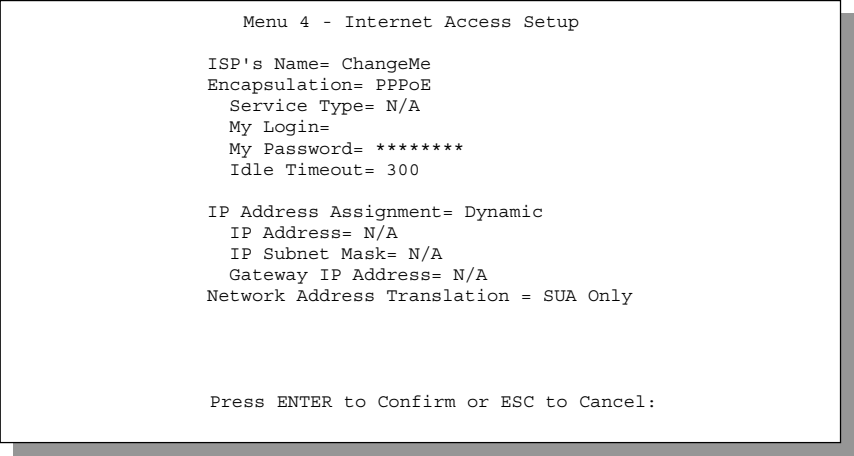 Menu 4 - Internet Access Setup
ISP's Name= ChangeMe
Encapsulation= PPPoE
Service Type= N/A
My Login=
My Password= ********
Idle Timeout= 300
IP Address Assignment= Dynamic
IP Address= N/A
IP Subnet Mask= N/A
Gateway IP Address= N/A
Network Address Translation = SUA Only
Press ENTER to Confirm or ESC to Cancel: